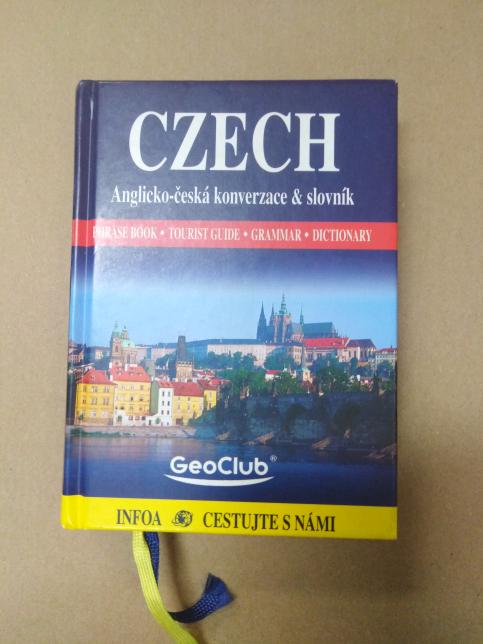 CZECH
Anglicko-česká konverzace & slovník
PHRASE BOOK • TOURIST GUIDE • GRAMMAR • DICTIONARY
GeoClub®
INFOA CESTUJTE S NÁMI